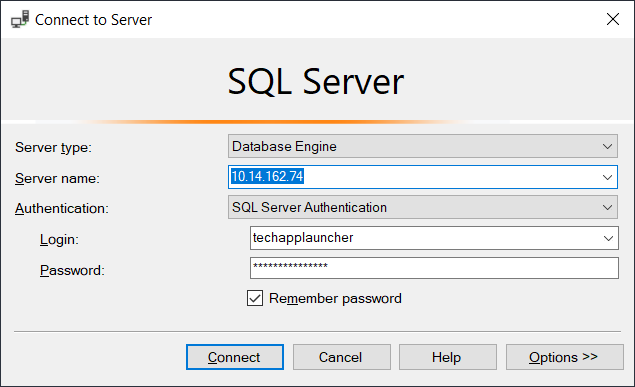 Connect to Server
SQL Server
Server type: Database Engine
Server name: 10.14.162.74
Authentication: SQL Server Authentication
Login: techapplauncher
Password: ***************
Remember password
Connect Cancel Help Options >>